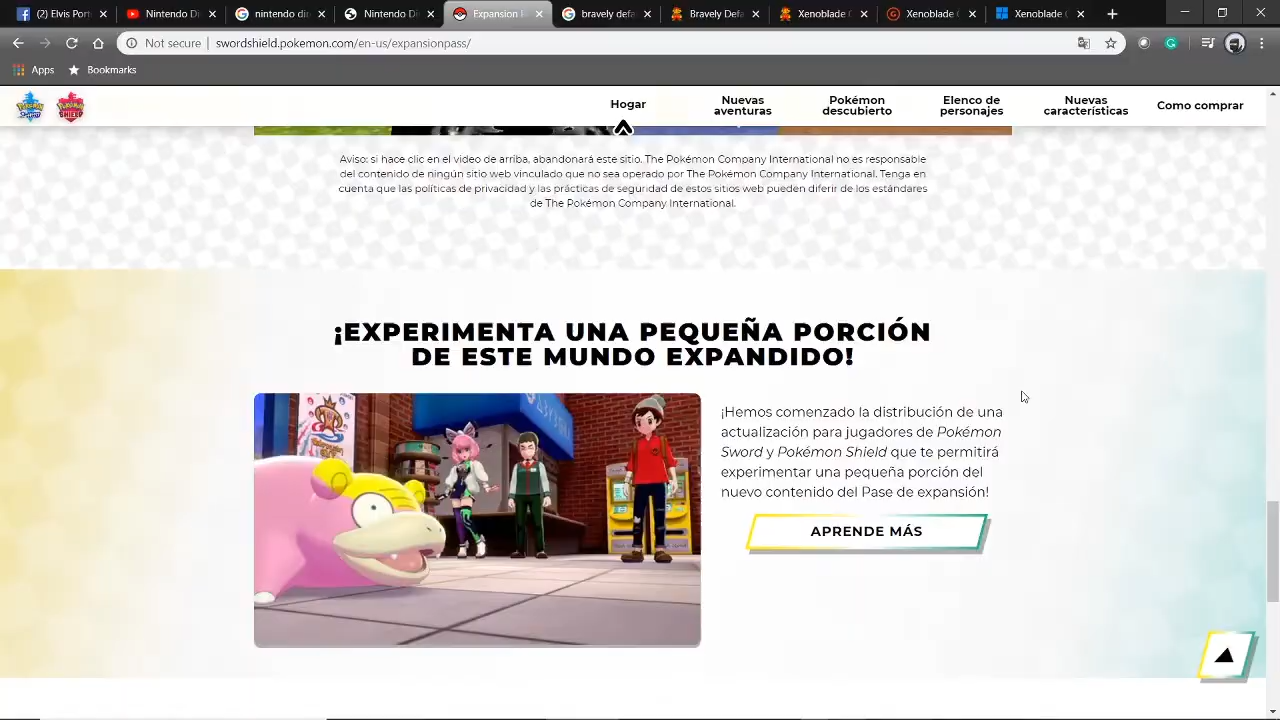 Elvis Port
Nintendo Di
nintendo dir
Nintendo Di
Expansion P
bravely defa
Bravely Defa
Xenoblade C
Xenoblade C
Xenoblade C
Not secure
swordshield.pokemon.com/en-us/expansionpass/
Apps
Bookmarks
Hogar
Nuevas
aventuras
Pokémon
descubierto
Elenco de
personajes
Nuevas
características
Como comprar
Aviso: si hace clic en el video de arriba, abandonará este sitio. The Pokémon Company International no es responsable
del contenido de ningún sitio web vinculado que no sea operado por The Pokémon Company International. Tenga en
cuenta que las políticas de privacidad y las prácticas de seguridad de estos sitios web pueden diferir de los estándares
de The Pokémon Company International.
¡EXPERIMENTA UNA PEQUEÑA PORCIÓN
DE ESTE MUNDO EXPANDIDO!
¡Hemos comenzado la distribución de una
actualización para jugadores de Pokémon
Sword y Pokémon Shield que te permitirá
experimentar una pequeña porción del
nuevo contenido del Pase de expansión!
APRENDE MÁS